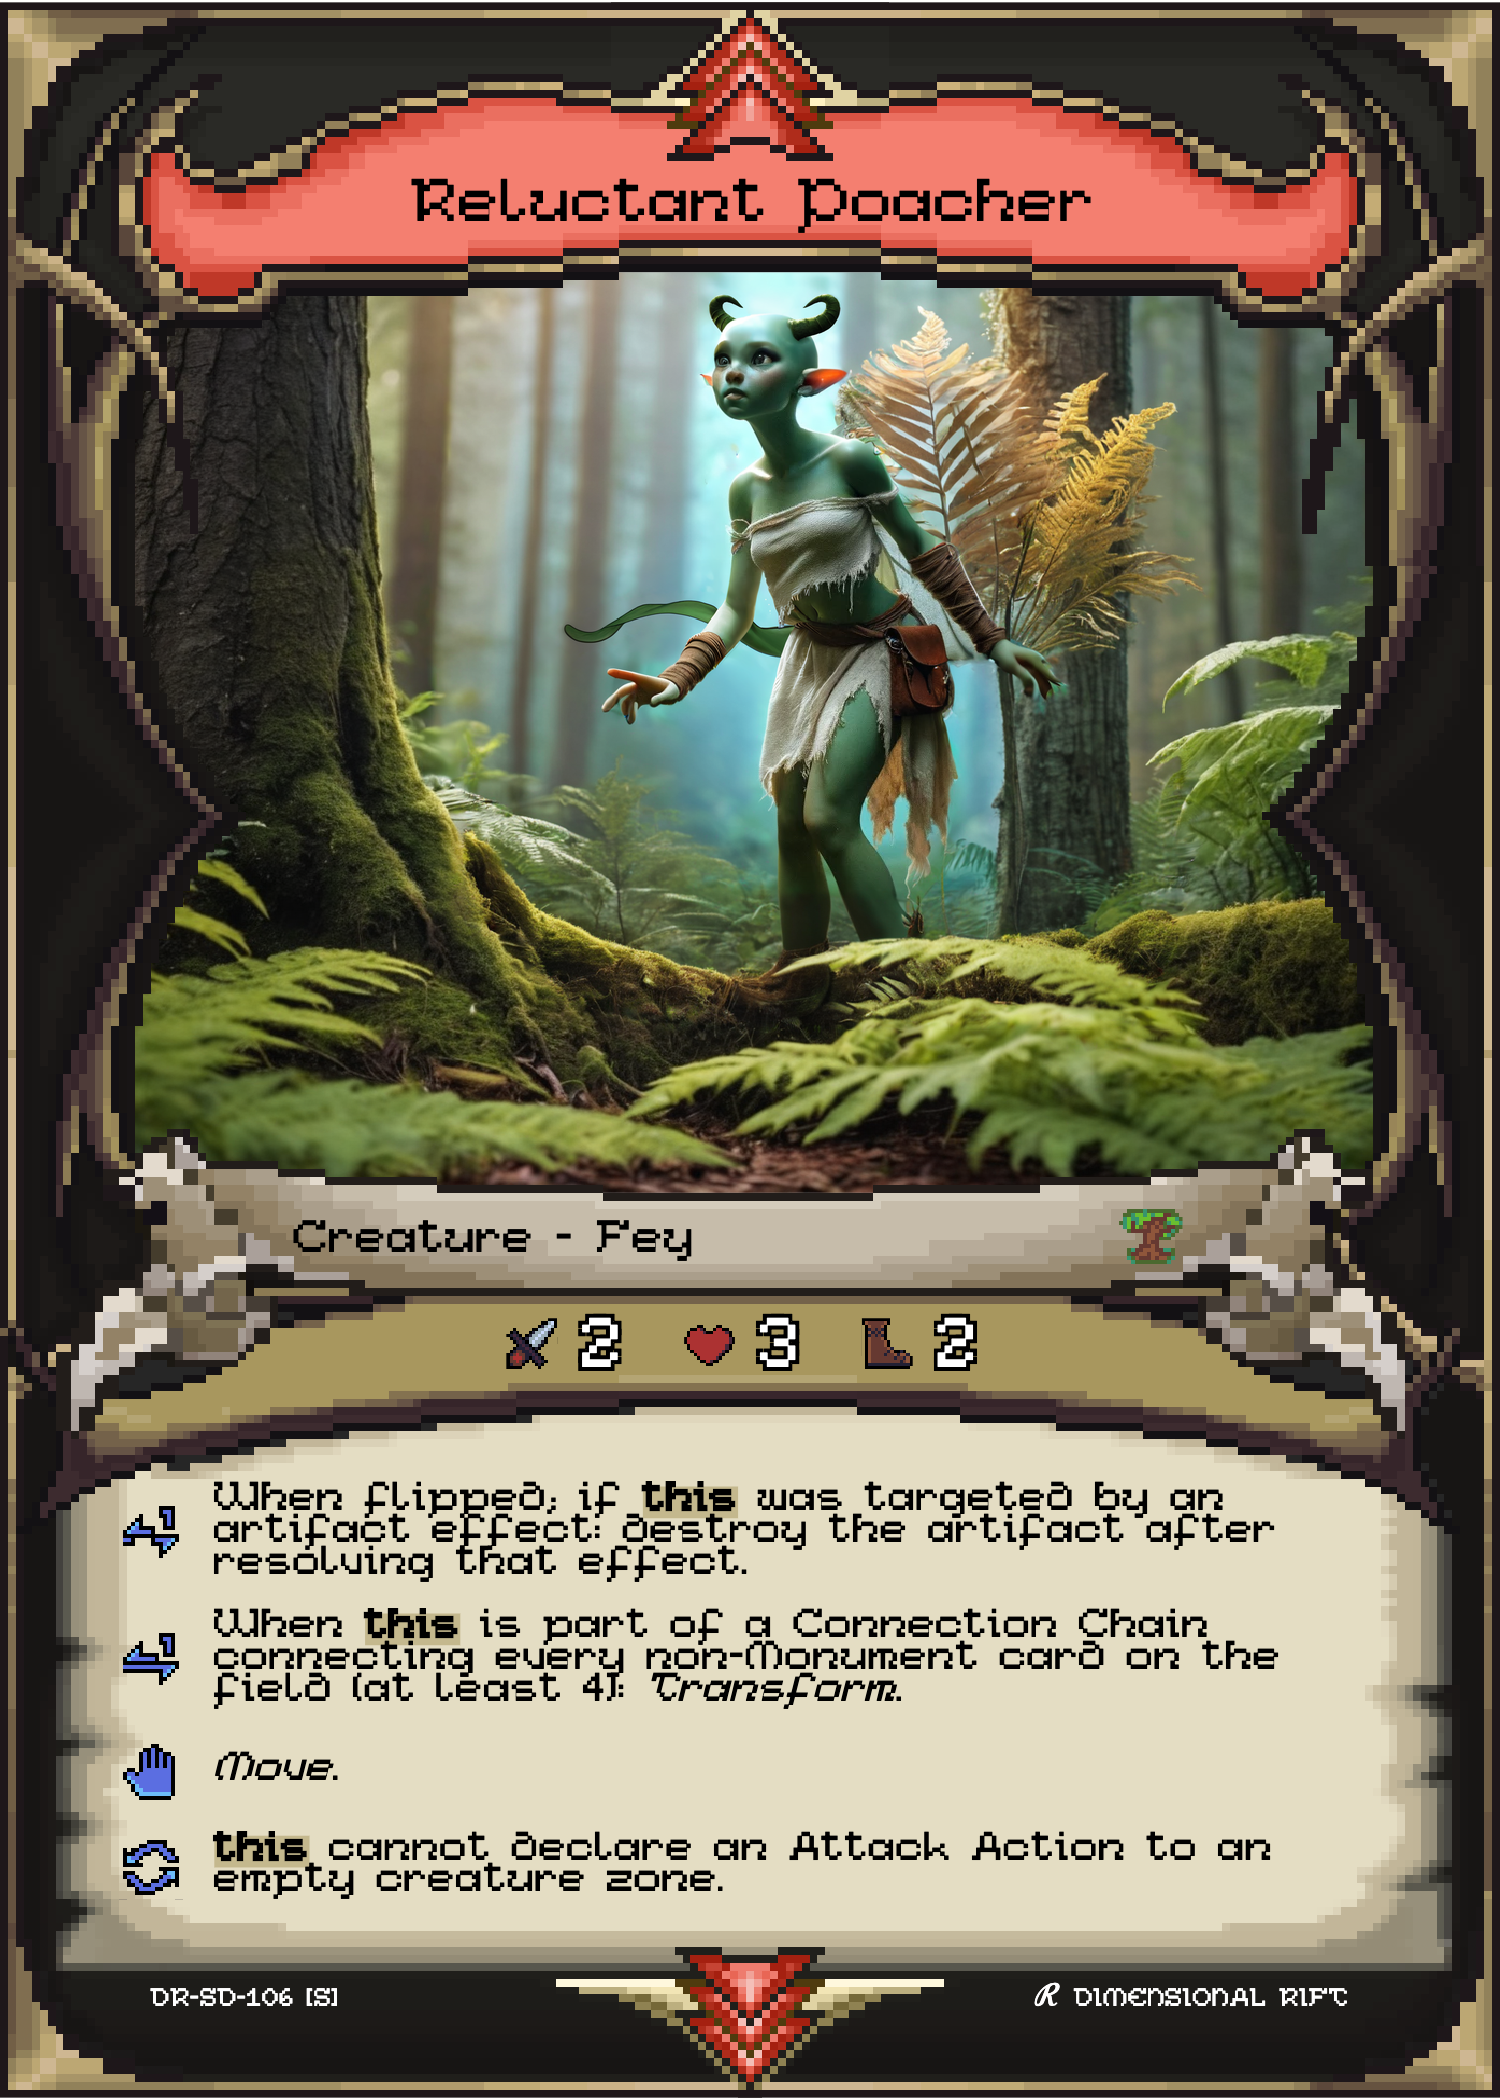 Reluctant Poacher
Creature - Fey
2 3 2
When flipped, if this was targeted by an
artifact effect: destroy the artifact after
resolving that effect.
When this is part of a Connection Chain
connecting every non-Monument card on the
field (at least 4): Transform.
Move.
this cannot declare an Attack Action to an
empty creature zone.
DR-SD-106 [S]
R DIMENSIONAL RIFT